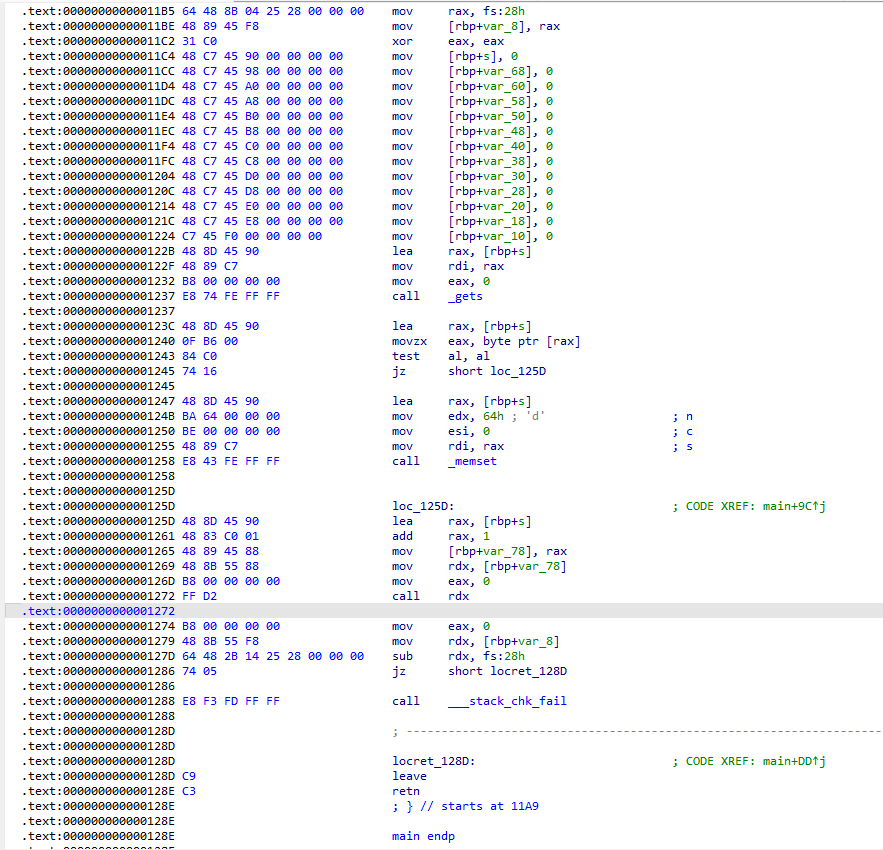 .text:00000000000011B5 64 48 8B 04 25 28 00 00 00 mov rax, fs:28h
.text:00000000000011BE 48 89 45 F8 mov [rbp+var_8], rax
.text:00000000000011C2 31 C0 xor eax, eax
.text:00000000000011C4 48 C7 45 90 00 00 00 00 mov [rbp+s], 0
.text:00000000000011CC 48 C7 45 98 00 00 00 00 mov [rbp+var_68], 0
.text:00000000000011D4 48 C7 45 A0 00 00 00 00 mov [rbp+var_60], 0
.text:00000000000011DC 48 C7 45 A8 00 00 00 00 mov [rbp+var_58], 0
.text:00000000000011E4 48 C7 45 B0 00 00 00 00 mov [rbp+var_50], 0
.text:00000000000011EC 48 C7 45 B8 00 00 00 00 mov [rbp+var_48], 0
.text:00000000000011F4 48 C7 45 C0 00 00 00 00 mov [rbp+var_40], 0
.text:00000000000011FC 48 C7 45 C8 00 00 00 00 mov [rbp+var_38], 0
.text:0000000000001204 48 C7 45 D0 00 00 00 00 mov [rbp+var_30], 0
.text:000000000000120C 48 C7 45 D8 00 00 00 00 mov [rbp+var_28], 0
.text:0000000000001214 48 C7 45 E0 00 00 00 00 mov [rbp+var_20], 0
.text:000000000000121C 48 C7 45 E8 00 00 00 00 mov [rbp+var_18], 0
.text:0000000000001224 C7 45 F0 00 00 00 00 mov [rbp+var_10], 0
.text:000000000000122B 48 8D 45 90 lea rax, [rbp+s]
.text:000000000000122F 48 89 C7 mov rdi, rax
.text:0000000000001232 B8 00 00 00 00 mov eax, 0
.text:0000000000001237 E8 74 FE FF FF call _gets
.text:0000000000001237
.text:000000000000123C 48 8D 45 90 lea rax, [rbp+s]
.text:0000000000001240 0F B6 00 movzx eax, byte ptr [rax]
.text:0000000000001243 84 C0 test al, al
.text:0000000000001245 74 16 jz short loc_125D
.text:0000000000001245
.text:0000000000001247 48 8D 45 90 lea rax, [rbp+s]
.text:000000000000124B BA 64 00 00 00 mov edx, 64h ; 'd' ; n
.text:0000000000001250 BE 00 00 00 00 mov esi, 0 ; c
.text:0000000000001255 48 89 C7 mov rdi, rax ; s
.text:0000000000001258 E8 43 FE FF FF call _memset
.text:0000000000001258
.text:000000000000125D
.text:000000000000125D loc_125D: ; CODE XREF: main+9C↑j
.text:000000000000125D 48 8D 45 90 lea rax, [rbp+s]
.text:0000000000001261 48 83 C0 01 add rax, 1
.text:0000000000001265 48 89 45 88 mov [rbp+var_78], rax
.text:0000000000001269 48 8B 55 88 mov rdx, [rbp+var_78]
.text:000000000000126D B8 00 00 00 00 mov eax, 0
.text:0000000000001272 FF D2 call rdx
.text:0000000000001272
.text:0000000000001274 B8 00 00 00 00 mov eax, 0
.text:0000000000001279 48 8B 55 F8 mov rdx, [rbp+var_8]
.text:000000000000127D 64 48 2B 14 25 28 00 00 00 sub rdx, fs:28h
.text:0000000000001286 74 05 jz short locret_128D
.text:0000000000001286
.text:0000000000001288 E8 F3 FD FF FF call ___stack_chk_fail
.text:0000000000001288
.text:000000000000128D ; ---------------------------------------------------------------------
.text:000000000000128D
.text:000000000000128D locret_128D: ; CODE XREF: main+DD↑j
.text:000000000000128D C9 leave
.text:000000000000128E C3 retn
.text:000000000000128E ; } // starts at 11A9
.text:000000000000128E
.text:000000000000128E main endp